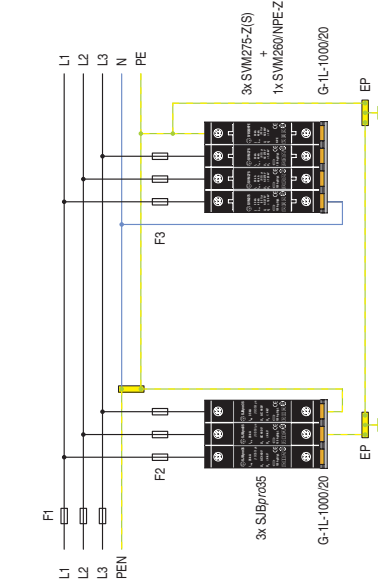 L1
L2
L3
N
PE
3x SVM275-Z(S)
+
1x SVM260/NPE-Z
G-1L-1000/20
EP
F3
F1
F2
3x SJBpro35
G-1L-1000/20
EP
L1
L2
L3
PEN